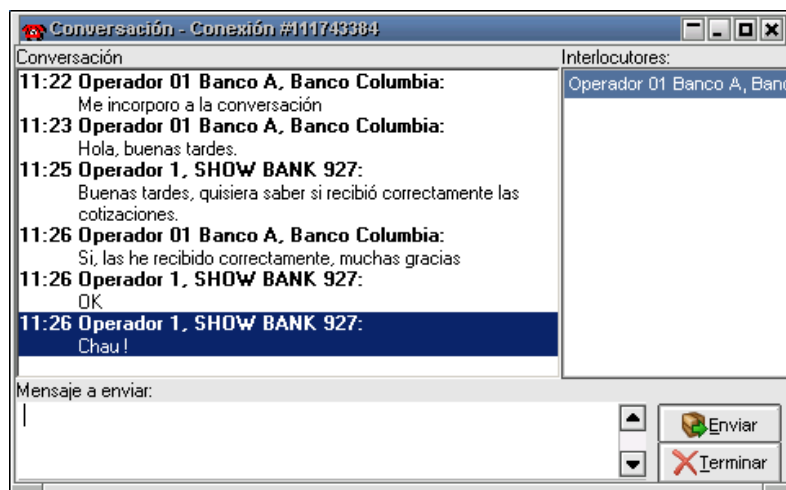 Conversación - Conexión #111743384
Conversación
Interlocutores:
11:22 Operador 01 Banco A, Banco Columbia:
Me incorporo a la conversación
11:23 Operador 01 Banco A, Banco Columbia:
Hola, buenas tardes.
11:25 Operador 1, SHOW BANK 927:
Buenas tardes, quisiera saber si recibió correctamente las
cotizaciones.
11:26 Operador 01 Banco A, Banco Columbia:
Si, las he recibido correctamente, muchas gracias
11:26 Operador 1, SHOW BANK 927:
OK
11:26 Operador 1, SHOW BANK 927:
Chau !
Operador 01 Banco A, Banc
Mensaje a enviar:
Enviar
Terminar